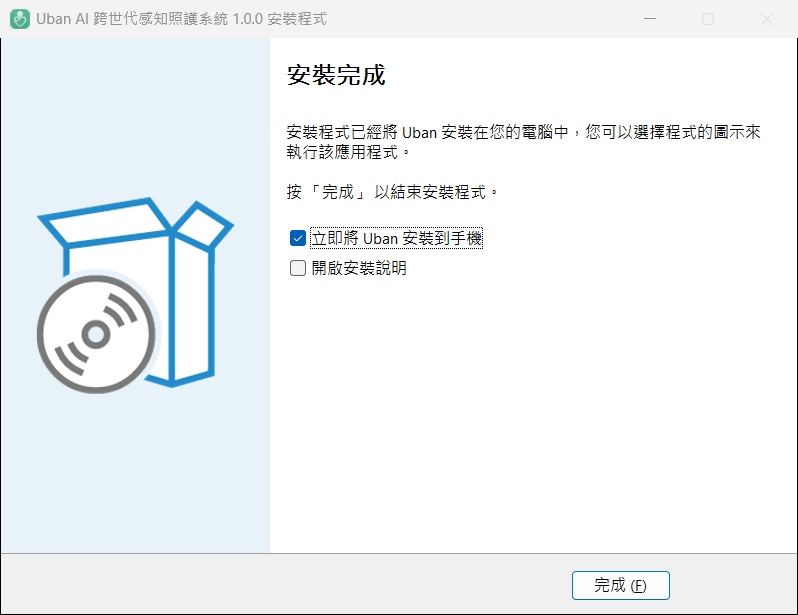 Uban AI 跨世代感知照護系統 1.0.0 安裝程式
安裝完成
安裝程式已經將 Uban 安裝在您的電腦中，您可以選擇程式的圖示來
執行該應用程式。
按「完成」以結束安裝程式。
立即將 Uban 安裝到手機
開啟安裝說明
完成 (F)